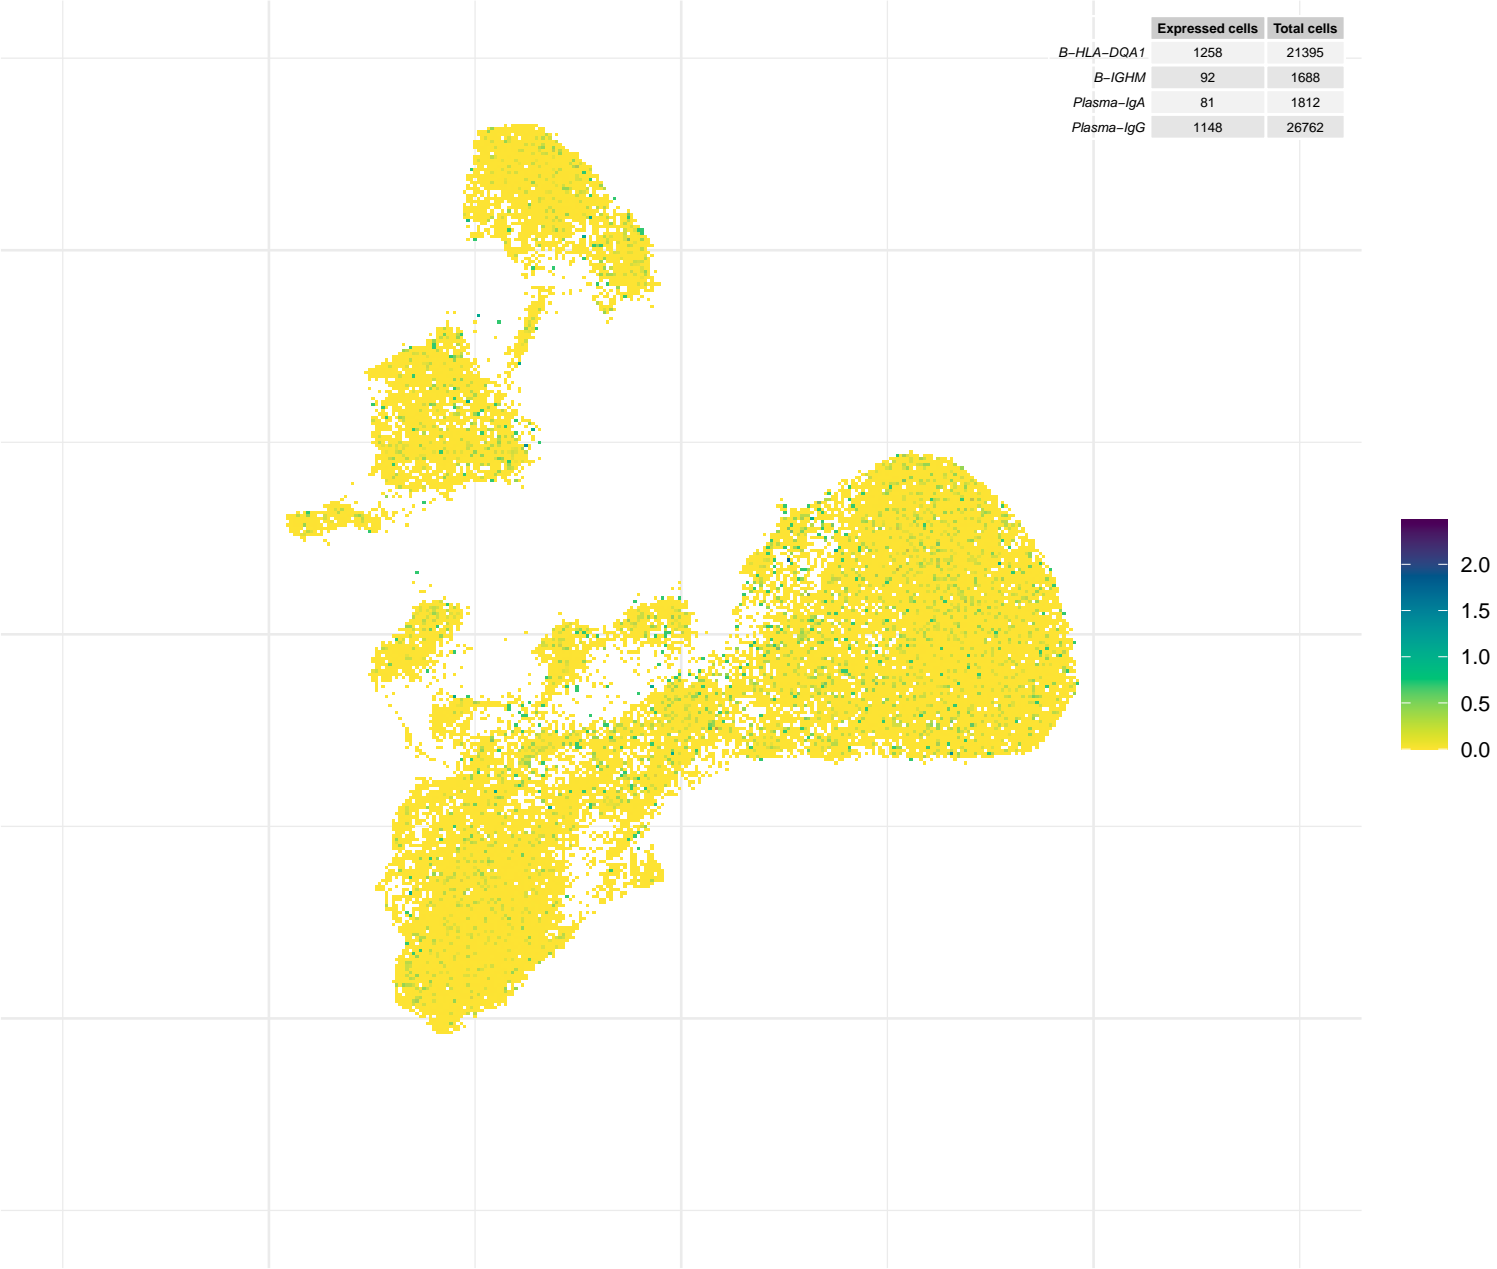 Expressed cells Total cells
B−HLA−DQA1 1258 21395
B−IGHM 92 1688
Plasma−IgA 81 1812
Plasma−IgG 1148 26762
2.0
1.5
1.0
0.5
0.0